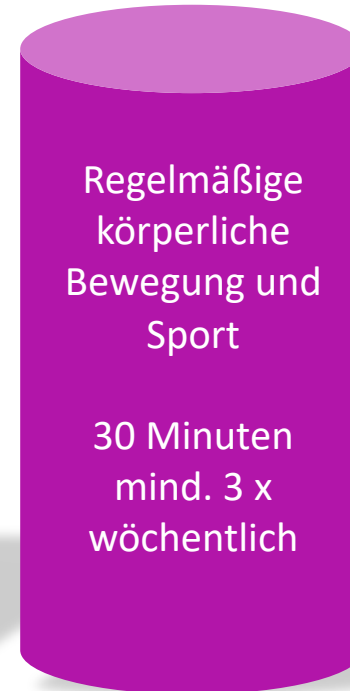 Regelmäßige
körperliche
Bewegung und
Sport
30 Minuten
mind. 3 x
wöchentlich